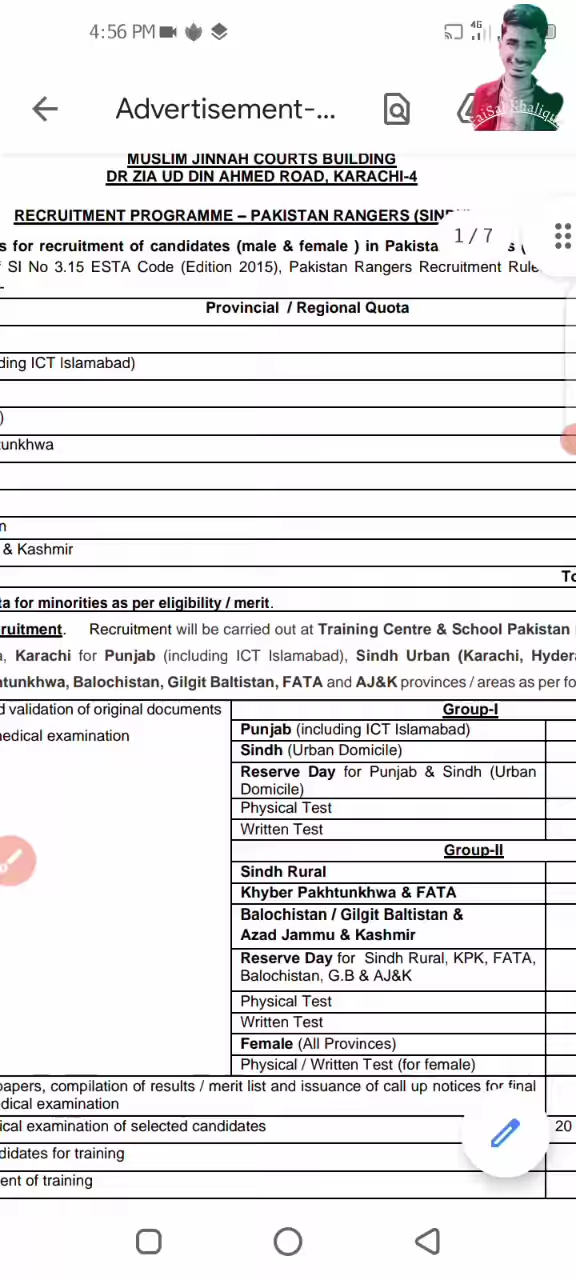 4:56 PM
4G
Advertisement-...
FaiSal Khalique
MUSLIM JINNAH COURTS BUILDING
DR ZIA UD DIN AHMED ROAD, KARACHI-4
RECRUITMENT PROGRAMME – PAKISTAN RANGERS (SIND
1 / 7
s for recruitment of candidates (male & female ) in Pakista
SI No 3.15 ESTA Code (Edition 2015), Pakistan Rangers Recruitment Rule
Provincial / Regional Quota
ding ICT Islamabad)
)
tunkhwa
n
& Kashmir
To
ta for minorities as per eligibility / merit.
ruitment. Recruitment will be carried out at Training Centre & School Pakistan
a, Karachi for Punjab (including ICT Islamabad), Sindh Urban (Karachi, Hydera
ntunkhwa, Balochistan, Gilgit Baltistan, FATA and AJ&K provinces / areas as per fo
d validation of original documents
nedical examination
Group-I
Punjab (including ICT Islamabad)
Sindh (Urban Domicile)
Reserve Day for Punjab & Sindh (Urban
Domicile)
Physical Test
Written Test
Group-II
Sindh Rural
Khyber Pakhtunkhwa & FATA
Balochistan / Gilgit Baltistan &
Azad Jammu & Kashmir
Reserve Day for Sindh Rural, KPK, FATA,
Balochistan, G.B & AJ&K
Physical Test
Written Test
Female (All Provinces)
Physical / Written Test (for female)
papers, compilation of results / merit list and issuance of call up notices for final
dical examination
ical examination of selected candidates
20
didates for training
ent of training